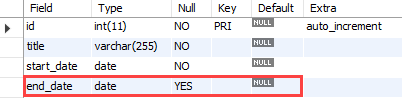 Field Type Null Key Default Extra
id int(11) NO PRI NULL auto_increment
title varchar(255) NO NULL
start_date date NO NULL
end_date date YES NULL